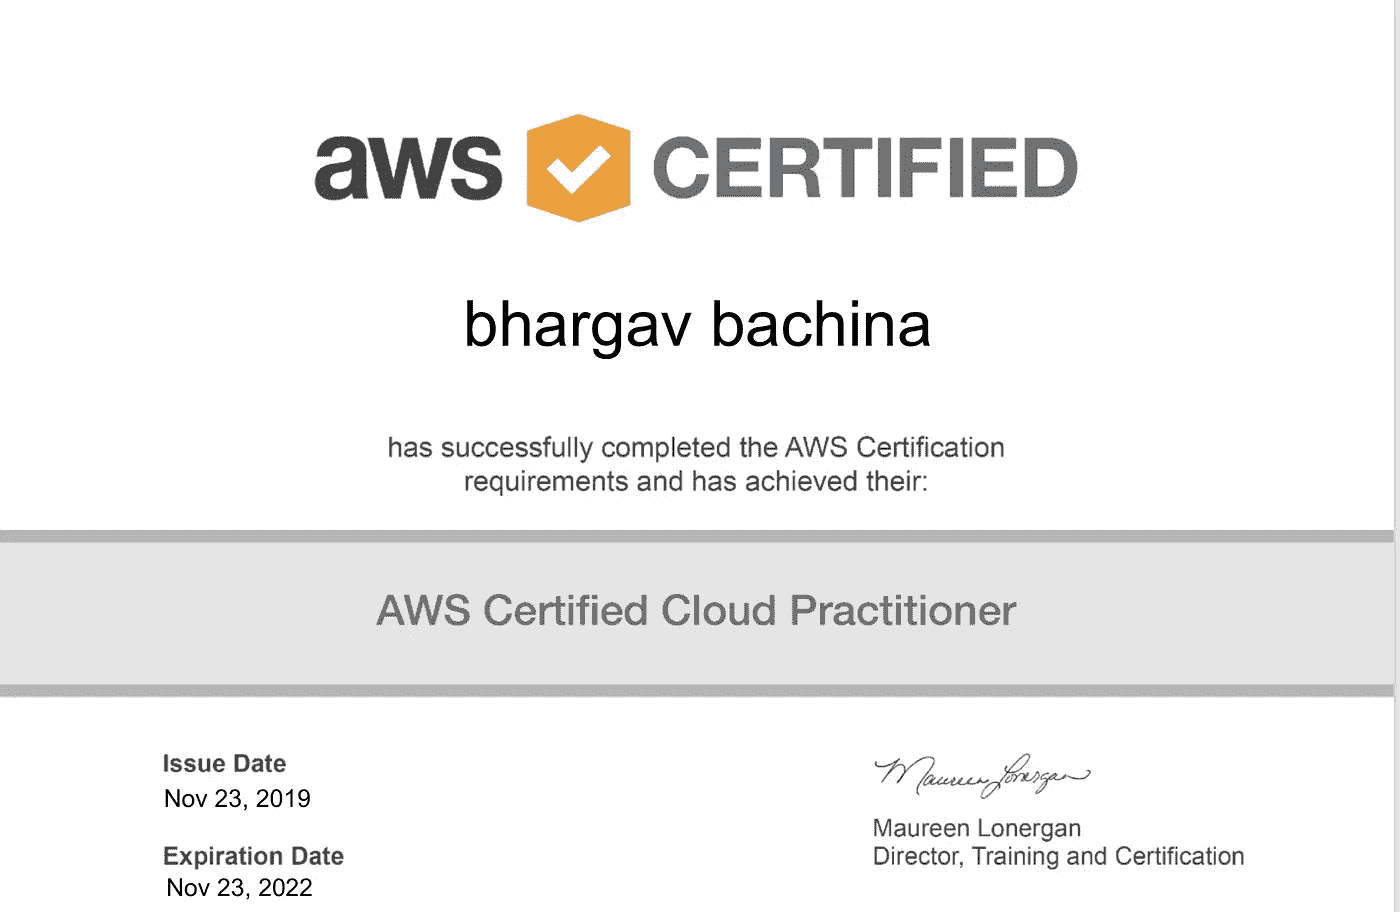 aws CERTIFIED
bhargav bachina
has successfully completed the AWS Certification
requirements and has achieved their:
AWS Certified Cloud Practitioner
Issue Date
Nov 23, 2019
Expiration Date
Nov 23, 2022
Maureen Lonergan
Maureen Lonergan
Director, Training and Certification